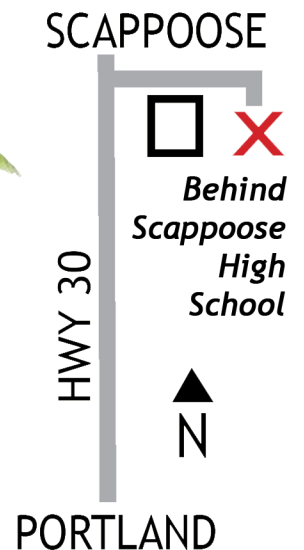 SCAPPOOSE
X
Behind
Scappoose
High
School
HWY 30
N
PORTLAND